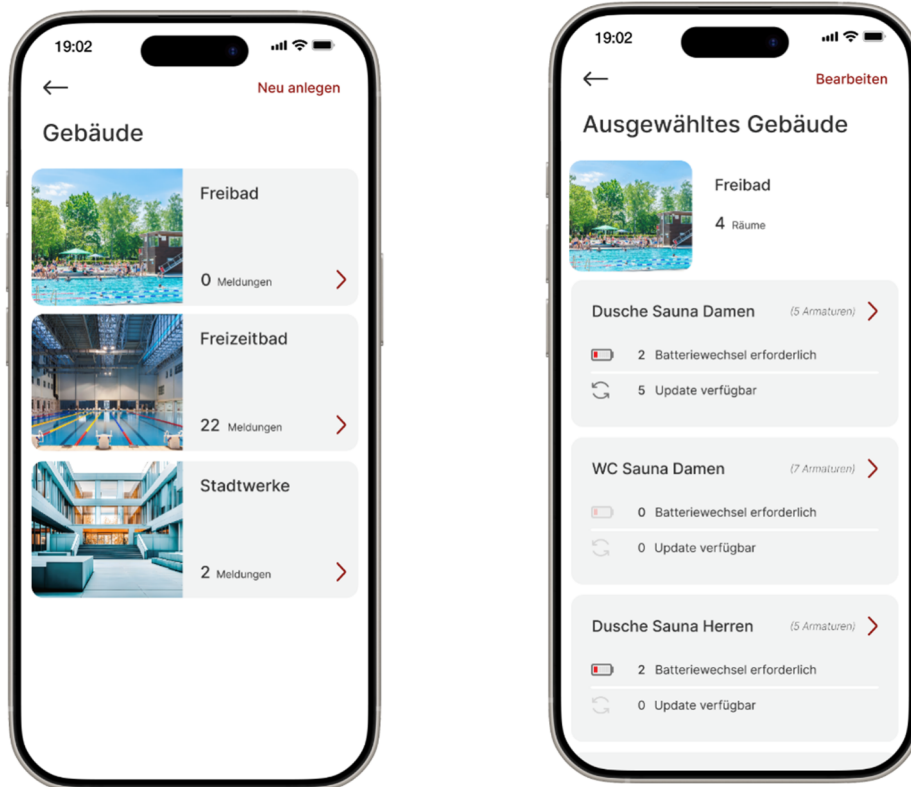 19:02
Neu anlegen
Gebäude
Freibad
0 Meldungen
Freizeitbad
22 Meldungen
Stadtwerke
2 Meldungen
19:02
Bearbeiten
Ausgewähltes Gebäude
Freibad
4 Räume
Dusche Sauna Damen (5 Armaturen)
2 Batteriewechsel erforderlich
5 Update verfügbar
WC Sauna Damen (7 Armaturen)
0 Batteriewechsel erforderlich
0 Update verfügbar
Dusche Sauna Herren (5 Armaturen)
2 Batteriewechsel erforderlich
0 Update verfügbar